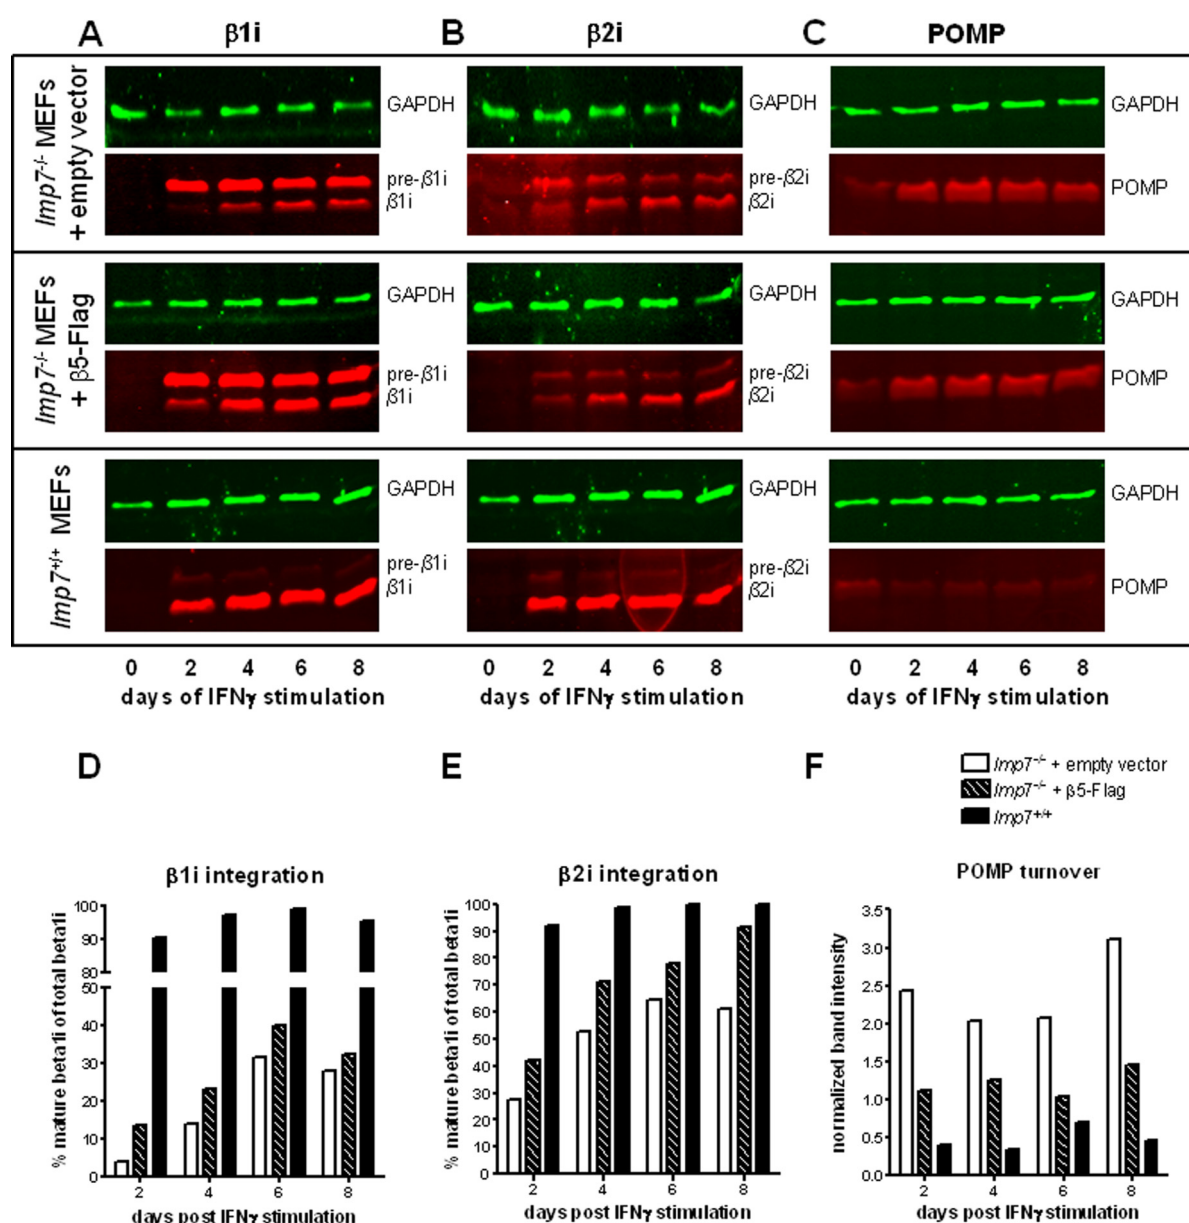 A β1i B β2i C POMP
lmp7-/- MEFs
+ empty vector
GAPDH GAPDH GAPDH
pre-β1i pre-β2i
β1i β2i POMP
lmp7-/- MEFs
+ β5-Flag
GAPDH GAPDH GAPDH
pre-β1i pre-β2i
β1i β2i POMP
lmp7+/+ MEFs
GAPDH GAPDH GAPDH
pre-β1i pre-β2i
β1i β2i POMP
0 2 4 6 8 0 2 4 6 8 0 2 4 6 8
days of IFNγ stimulation days of IFNγ stimulation days of IFNγ stimulation
D E F
lmp7-/- + empty vector
lmp7-/- + β5-Flag
lmp7+/+
β1i integration
% mature beta1i of total beta1i
100
90
80
50
40
30
20
10
0
2 4 6 8
days post IFNγ stimulation
β2i integration
% mature beta1i of total beta1i
100
90
80
70
60
50
40
30
20
10
0
2 4 6 8
days post IFNγ stimulation
POMP turnover
normalized band intensity
3.5
3.0
2.5
2.0
1.5
1.0
0.5
0.0
2 4 6 8
days post IFNγ stimulation